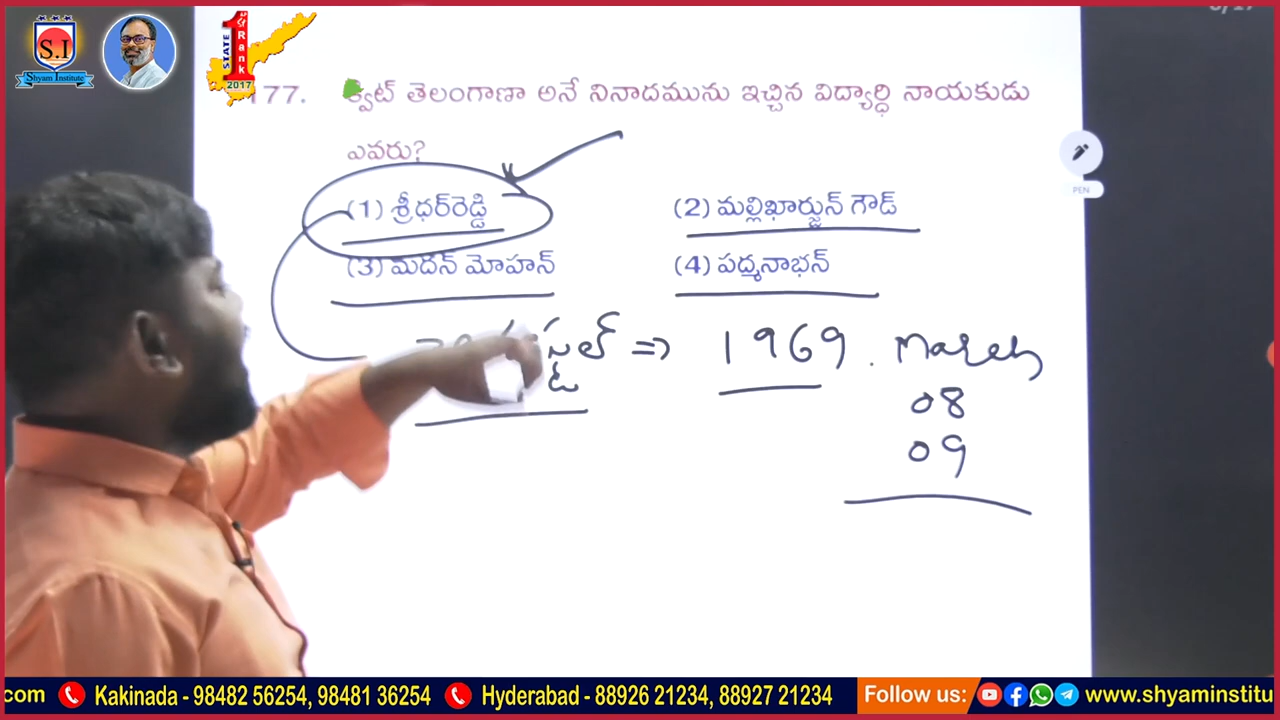 S.I
Shyam Institute
STATE
1
Rank
2017
177. క్విట్ తెలంగాణా అనే నినాదమును ఇచ్చిన విద్యార్థి నాయకుడు
ఎవరు?
(1) శ్రీధర్‌రెడ్డి
(2) మల్లిఖార్జున్ గౌడ్
(3) మదన్ మోహన్
(4) పద్మనాభన్
=> 1969. March
08
09
PEN
com Kakinada - 98482 56254, 98481 36254 Hyderabad - 88926 21234, 88927 21234 Follow us: www.shyaminstitu